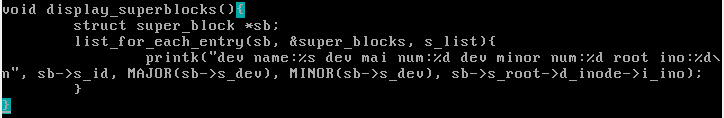 void display_superblocks(){
        struct super_block *sb;
        list_for_each_entry(sb, &super_blocks, s_list){
                printk("dev name:%s dev mai num:%d dev minor num:%d root ino:%d\
n", sb->s_id, MAJOR(sb->s_dev), MINOR(sb->s_dev), sb->s_root->d_inode->i_ino);
        }
}